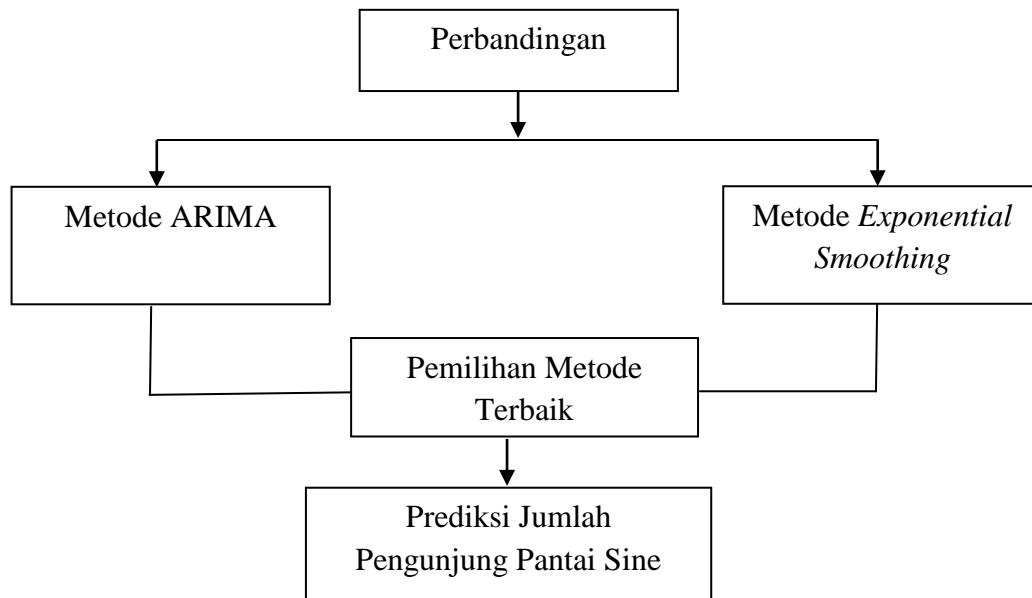 Perbandingan
Metode ARIMA
Metode Exponential
Smoothing
Pemilihan Metode
Terbaik
Prediksi Jumlah
Pengunjung Pantai Sine